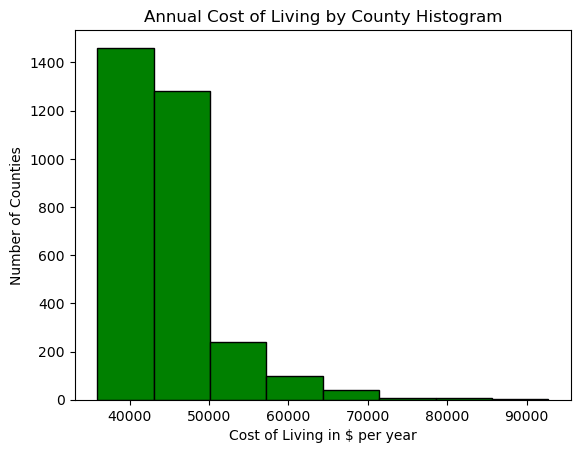 Annual Cost of Living by County Histogram
Number of Counties
1400
1200
1000
800
600
400
200
0
40000 50000 60000 70000 80000 90000
Cost of Living in $ per year